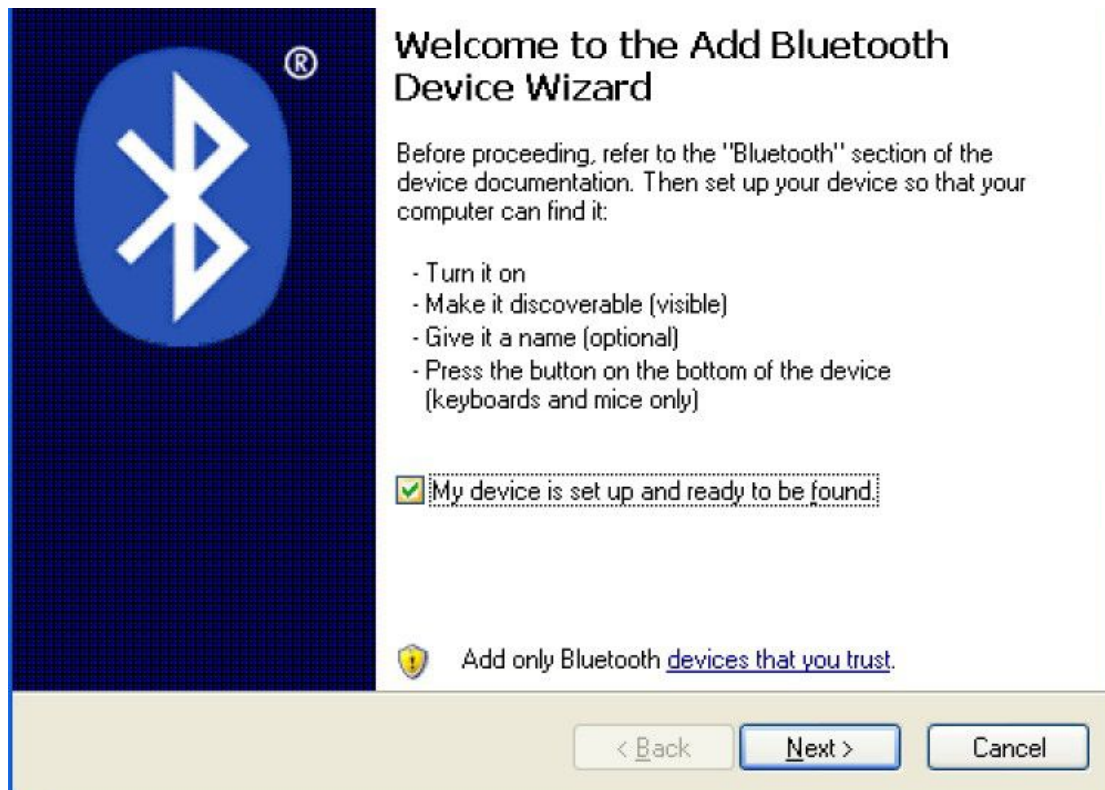 ®
Welcome to the Add Bluetooth
Device Wizard
Before proceeding, refer to the "Bluetooth" section of the
device documentation. Then set up your device so that your
computer can find it:
- Turn it on
- Make it discoverable (visible)
- Give it a name (optional)
- Press the button on the bottom of the device
(keyboards and mice only)
My device is set up and ready to be found.
Add only Bluetooth devices that you trust.
< Back Next > Cancel